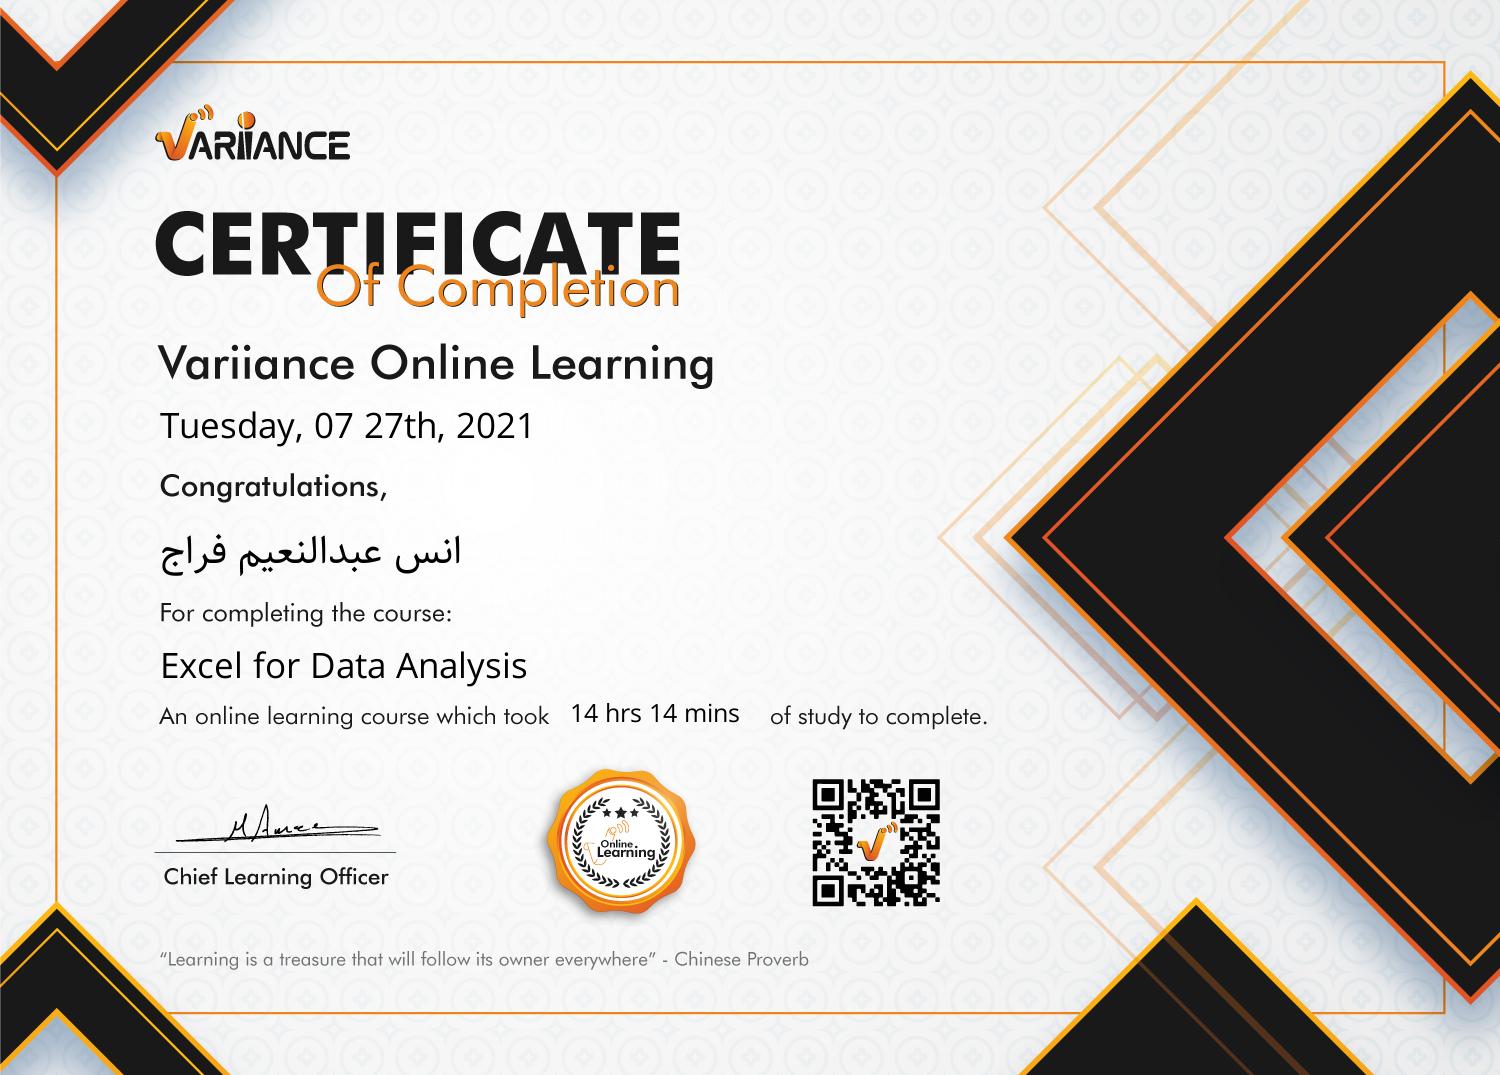 VARIIANCE
CERTIFICATE
Of Completion
Variiance Online Learning
Tuesday, 07 27th, 2021
Congratulations,
انس عبدالنعيم فراج
For completing the course:
Excel for Data Analysis
An online learning course which took 14 hrs 14 mins of study to complete.
Online
Learning
Chief Learning Officer
“Learning is a treasure that will follow its owner everywhere” - Chinese Proverb